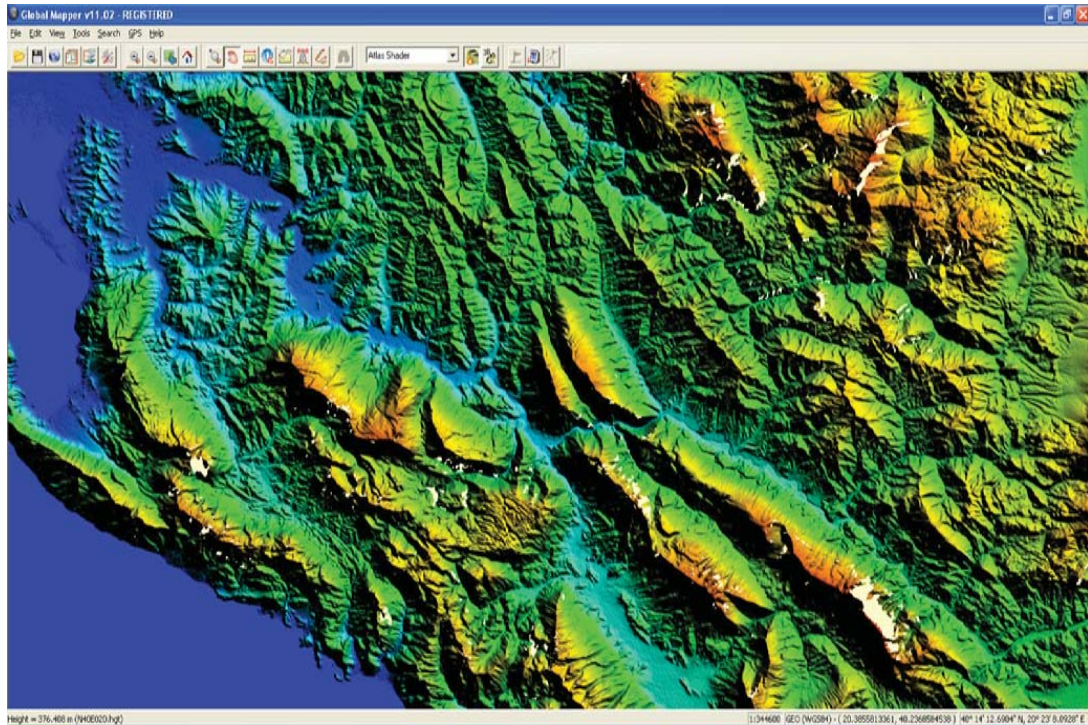 Global Mapper v11.02 - REGISTERED
File Edit View Tools Search GPS Help
Atlas Shader
Height = 376.488 m (N40E020.hgt) 1:344600 GEO (WGS84) - ( 20.3855813361, 40.2368584538 ) 40° 14' 12.6904" N, 20° 23' 8.0928" E